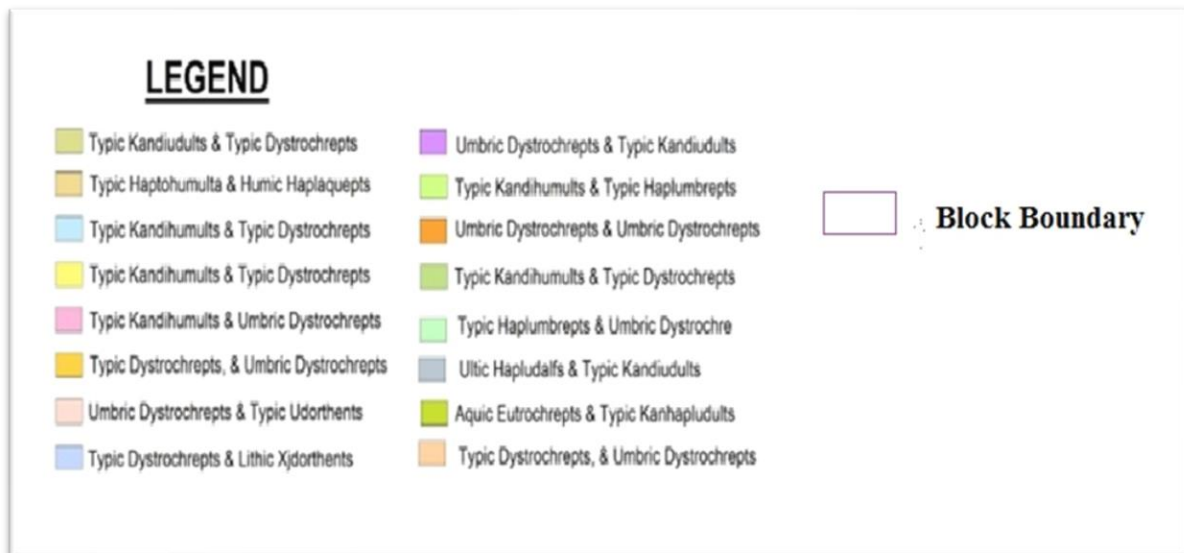 LEGEND
Typic Kandiudults & Typic Dystrochrepts
Typic Haptohumulta & Humic Haplaquepts
Typic Kandihumults & Typic Dystrochrepts
Typic Kandihumults & Typic Dystrochrepts
Typic Kandihumults & Umbric Dystrochrepts
Typic Dystrochrepts, & Umbric Dystrochrepts
Umbric Dystrochrepts & Typic Udorthents
Typic Dystrochrepts & Lithic Xjdorthents
Umbric Dystrochrepts & Typic Kandiudults
Typic Kandihumults & Typic Haplumbrepts
Umbric Dystrochrepts & Umbric Dystrochrepts
Typic Kandihumults & Typic Dystrochrepts
Typic Haplumbrepts & Umbric Dystrochre
Ultic Hapludalfs & Typic Kandiudults
Aquic Eutrochrepts & Typic Kanhapludults
Typic Dystrochrepts, & Umbric Dystrochrepts
Block Boundary